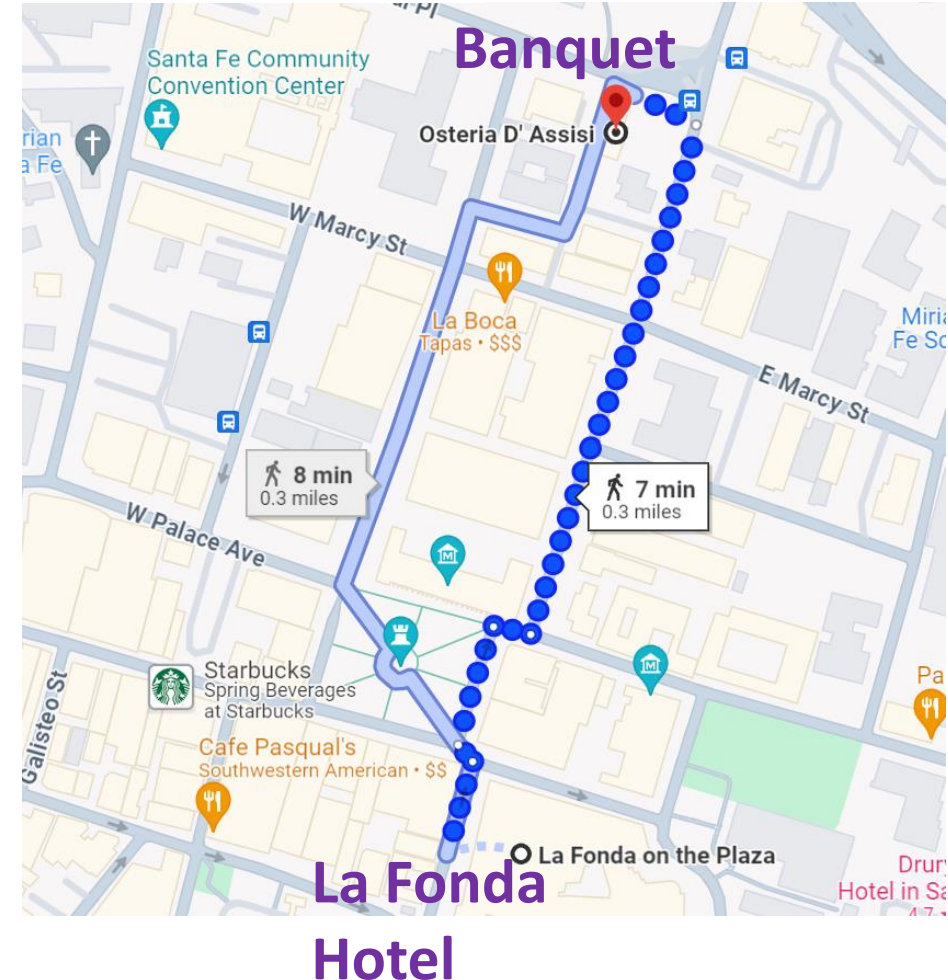 Banquet
Santa Fe Community
Convention Center
Osteria D' Assisi
W Marcy St
La Boca
Tapas • $$$
E Marcy St
8 min
0.3 miles
7 min
0.3 miles
W Palace Ave
M
M
Starbucks
Spring Beverages
at Starbucks
Galisteo St
Cafe Pasqual's
Southwestern American • $$
La Fonda on the Plaza
Hotel in
La Fonda
Hotel